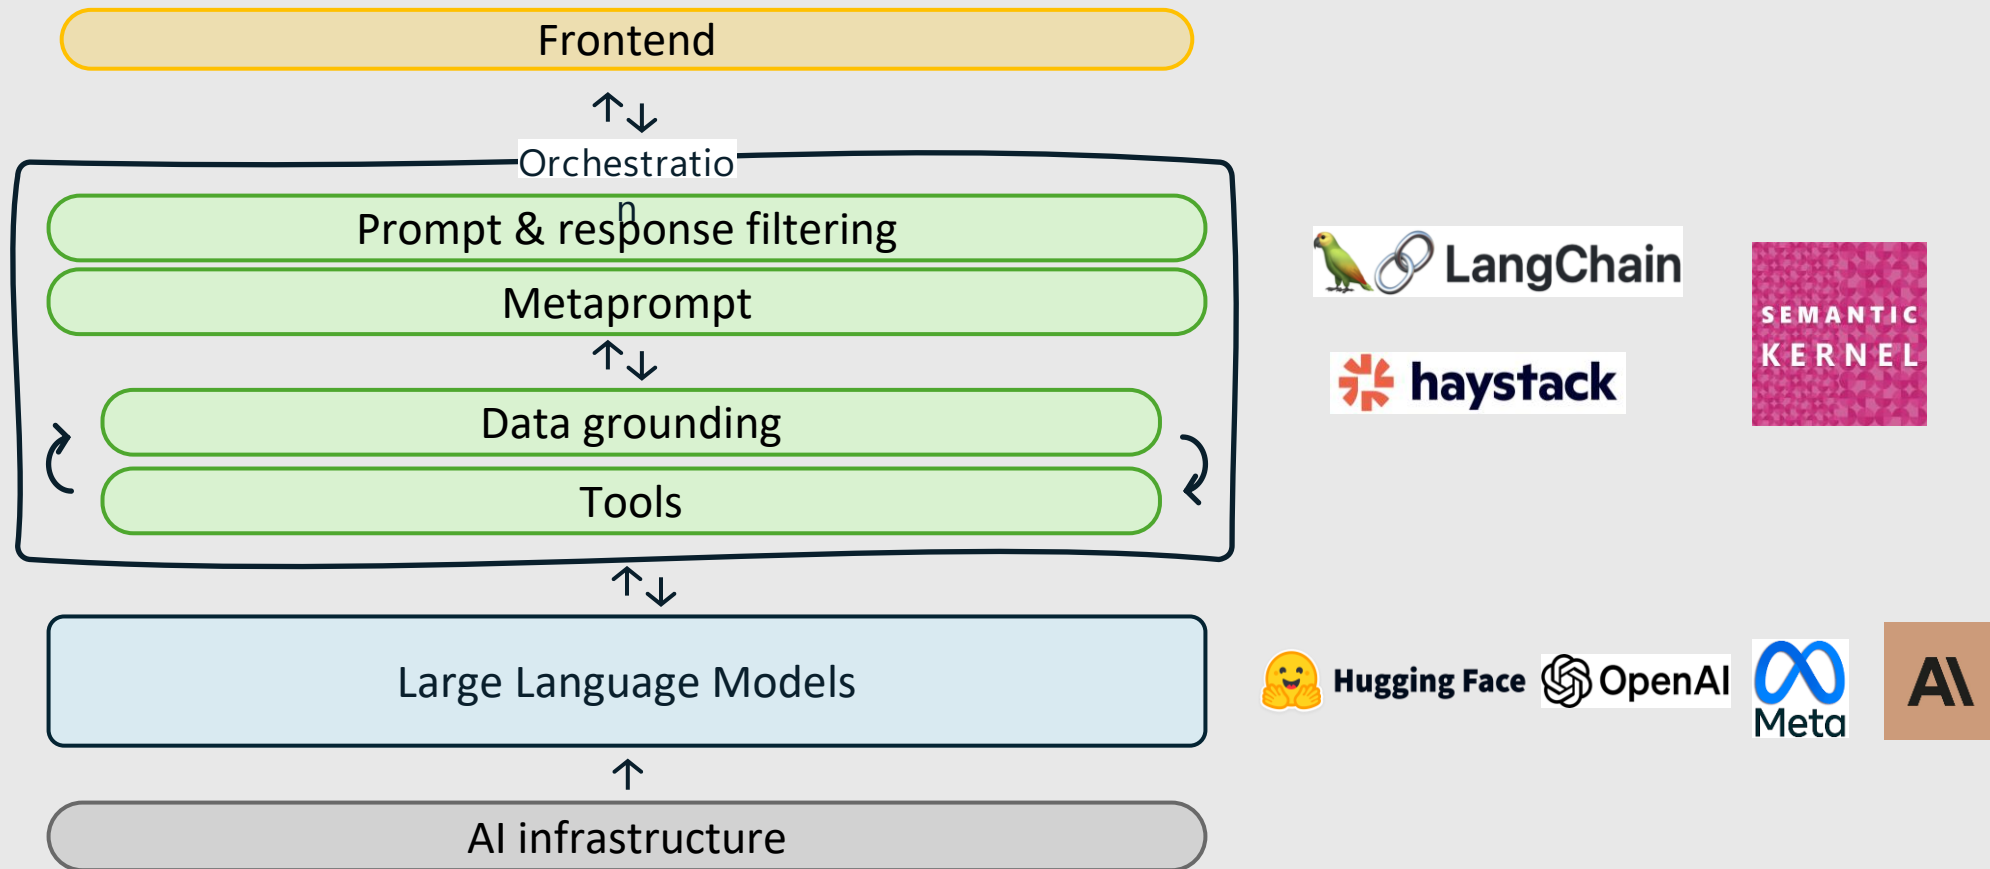 Frontend
Orchestratio
n
Prompt & response filtering
Metaprompt
Data grounding
Tools
LangChain
haystack
SEMANTIC
KERNEL
Large Language Models
Hugging Face
OpenAI
Meta
A\
AI infrastructure